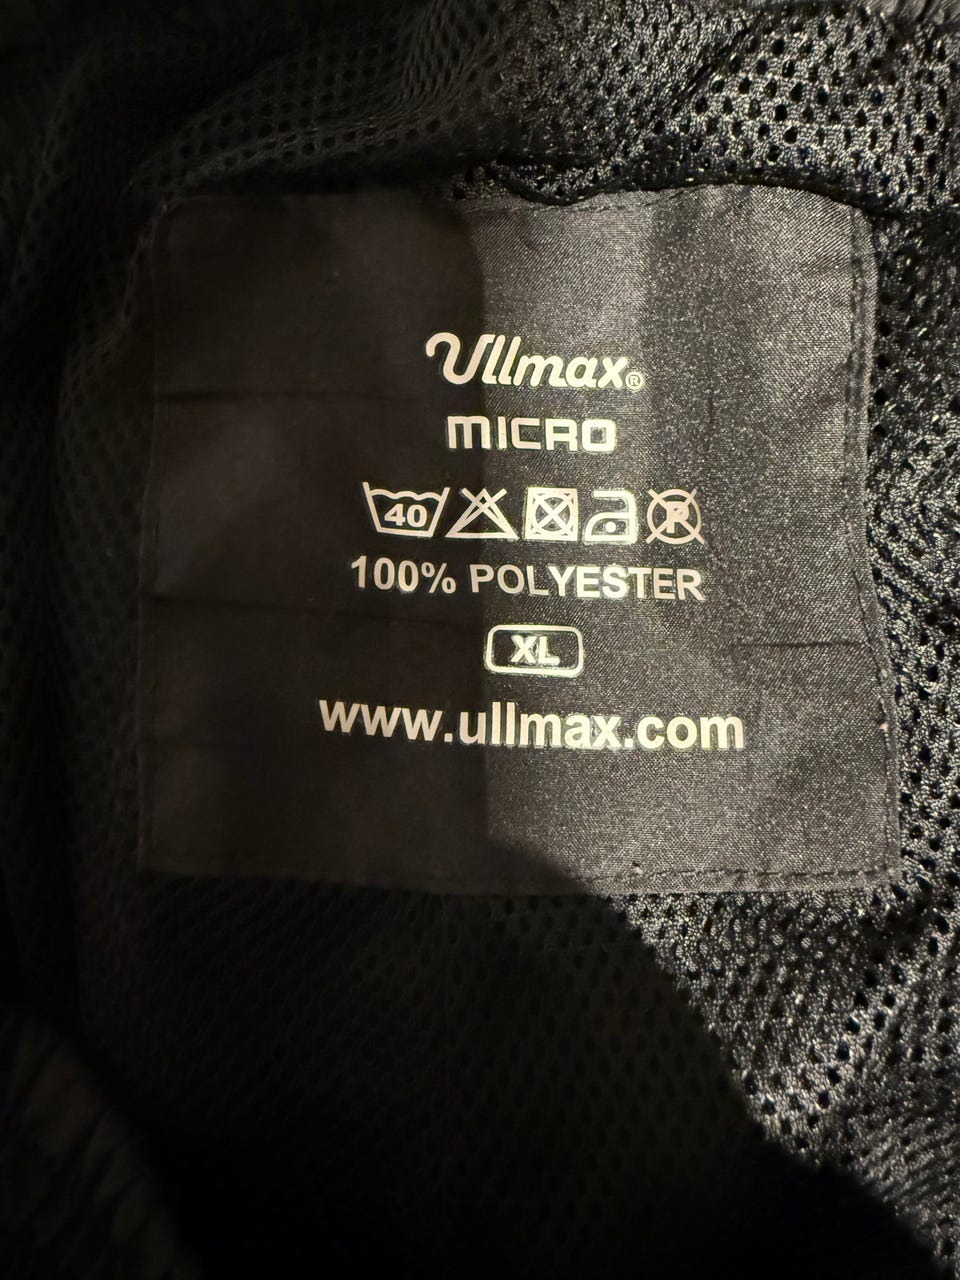 Ullmax®
MICRO
40 P
100% POLYESTER
XL
www.ullmax.com